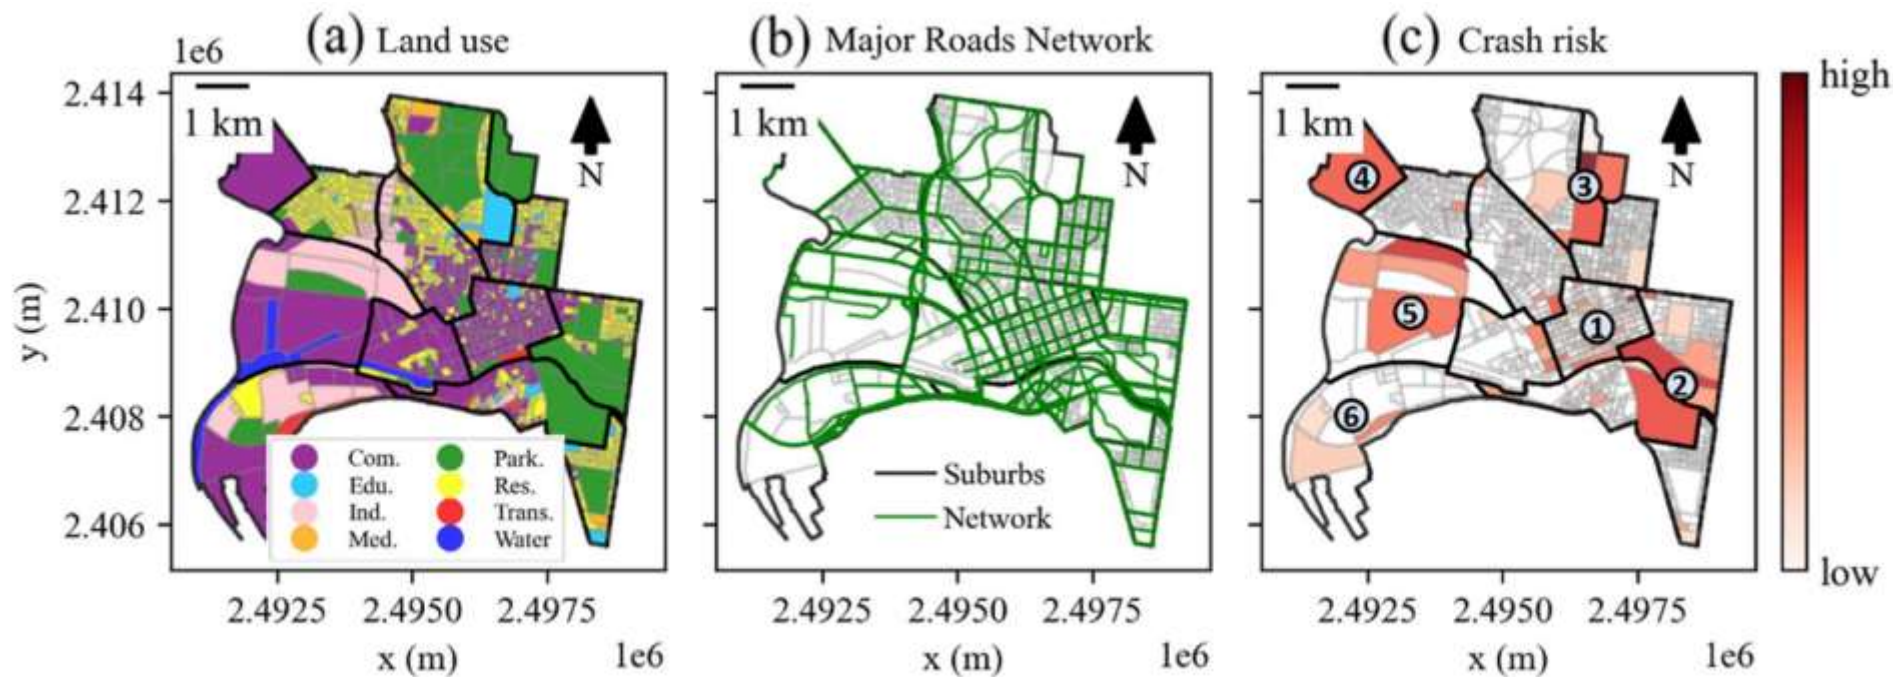 (a) Land use
1e6
2.414
2.412
2.410
2.408
2.406
y (m)
1 km
N
Com.
Edu.
Ind.
Med.
Park.
Res.
Trans.
Water
2.4925
2.4950
2.4975
x (m)
1e6
(b) Major Roads Network
1 km
N
Suburbs
Network
2.4925
2.4950
2.4975
x (m)
1e6
(c) Crash risk
1 km
N
4
3
5
1
2
6
2.4925
2.4950
2.4975
x (m)
1e6
high
low